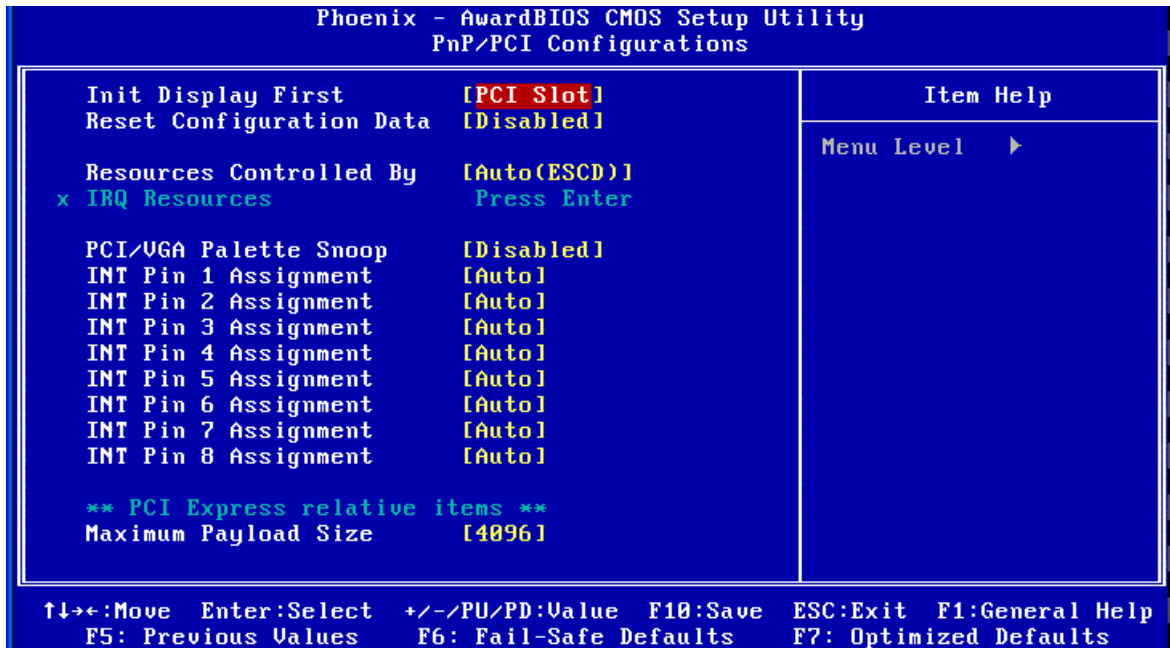 Phoenix - AwardBIOS CMOS Setup Utility
PnP/PCI Configurations
Init Display First [PCI Slot]
Reset Configuration Data [Disabled]
Resources Controlled By [Auto(ESCD)]
x IRQ Resources Press Enter
PCI/VGA Palette Snoop [Disabled]
INT Pin 1 Assignment [Auto]
INT Pin 2 Assignment [Auto]
INT Pin 3 Assignment [Auto]
INT Pin 4 Assignment [Auto]
INT Pin 5 Assignment [Auto]
INT Pin 6 Assignment [Auto]
INT Pin 7 Assignment [Auto]
INT Pin 8 Assignment [Auto]
** PCI Express relative items **
Maximum Payload Size [4096]
Item Help
Menu Level ▶
↑↓→←:Move Enter:Select +/-/PU/PD:Value F10:Save ESC:Exit F1:General Help
F5: Previous Values F6: Fail-Safe Defaults F7: Optimized Defaults